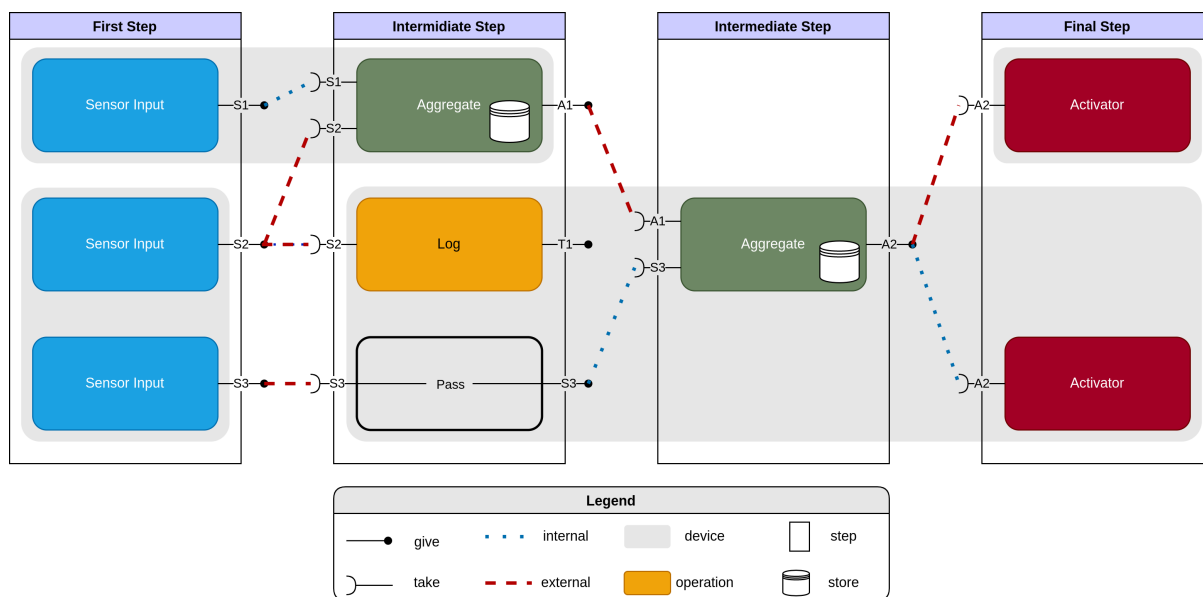 First Step
Intermidiate Step
Intermediate Step
Final Step
Sensor Input
S1
S1
S2
Aggregate
A1
A2
Activator
Sensor Input
S2
S2
Log
T1
A1
S3
Aggregate
A2
Sensor Input
S3
S3
Pass
S3
A2
Activator
Legend
give
internal
device
step
take
external
operation
store